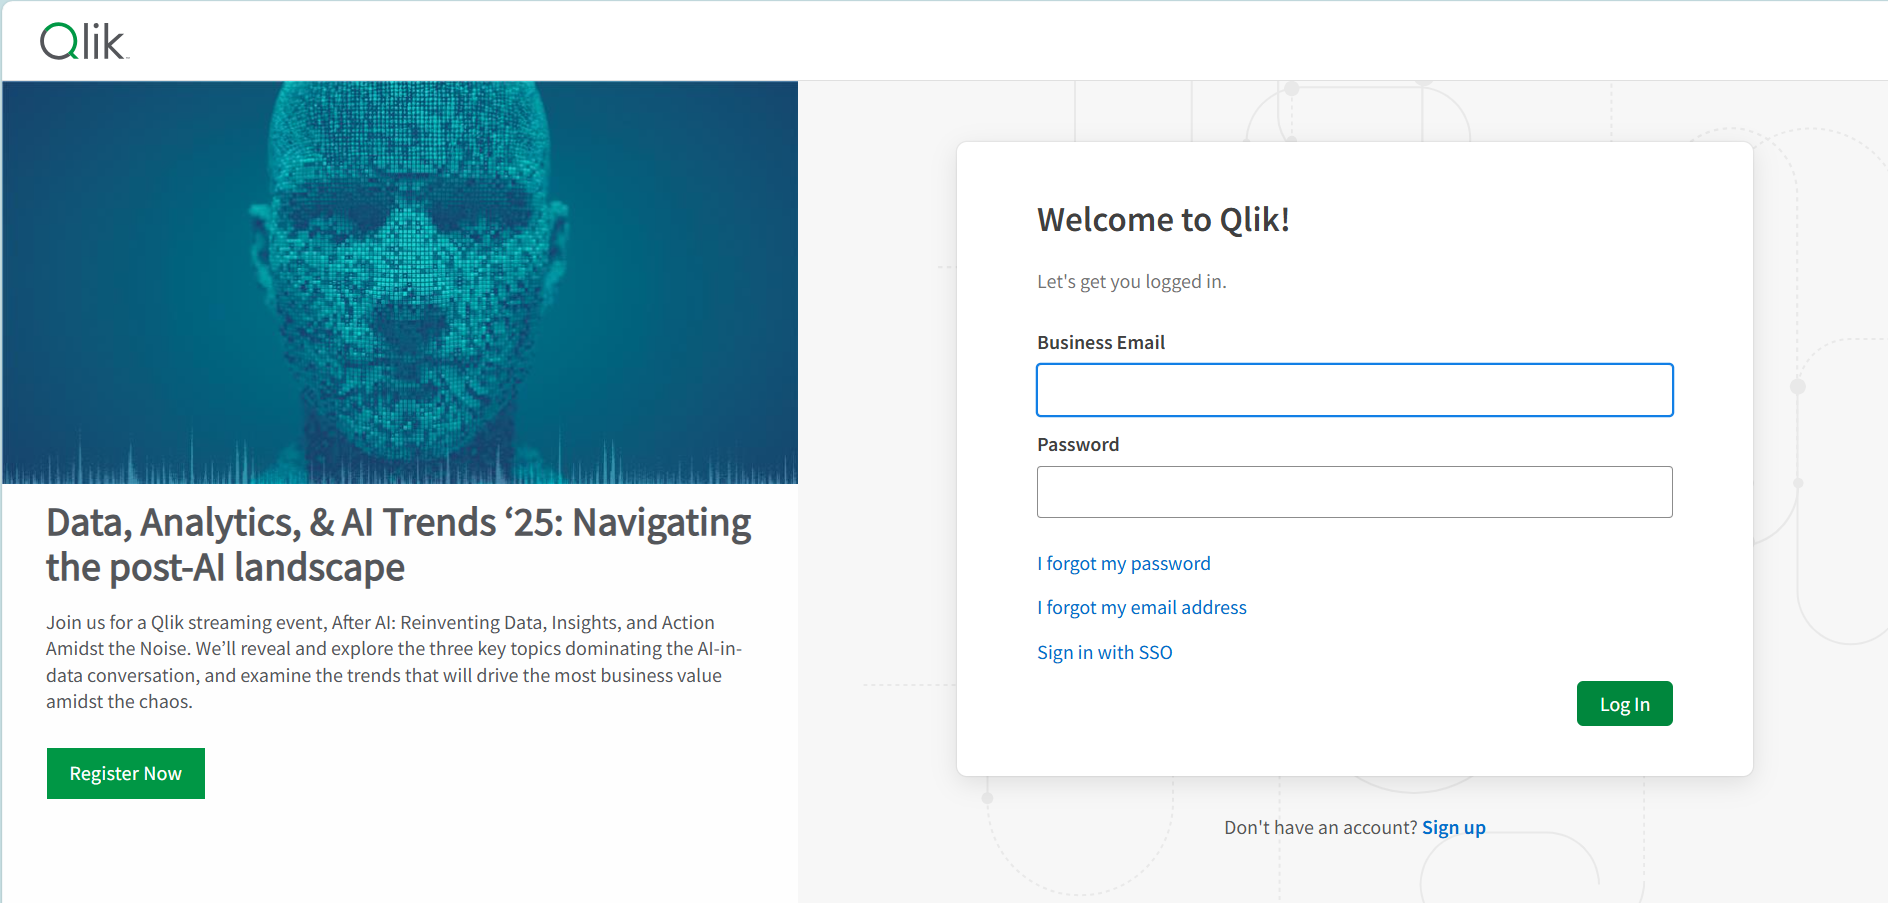 Qlik
Data, Analytics, & AI Trends ‘25: Navigating
the post-AI landscape
Join us for a Qlik streaming event, After AI: Reinventing Data, Insights, and Action
Amidst the Noise. We’ll reveal and explore the three key topics dominating the AI-in-
data conversation, and examine the trends that will drive the most business value
amidst the chaos.
Register Now
Welcome to Qlik!
Let's get you logged in.
Business Email
Password
I forgot my password
I forgot my email address
Sign in with SSO
Log In
Don't have an account? Sign up